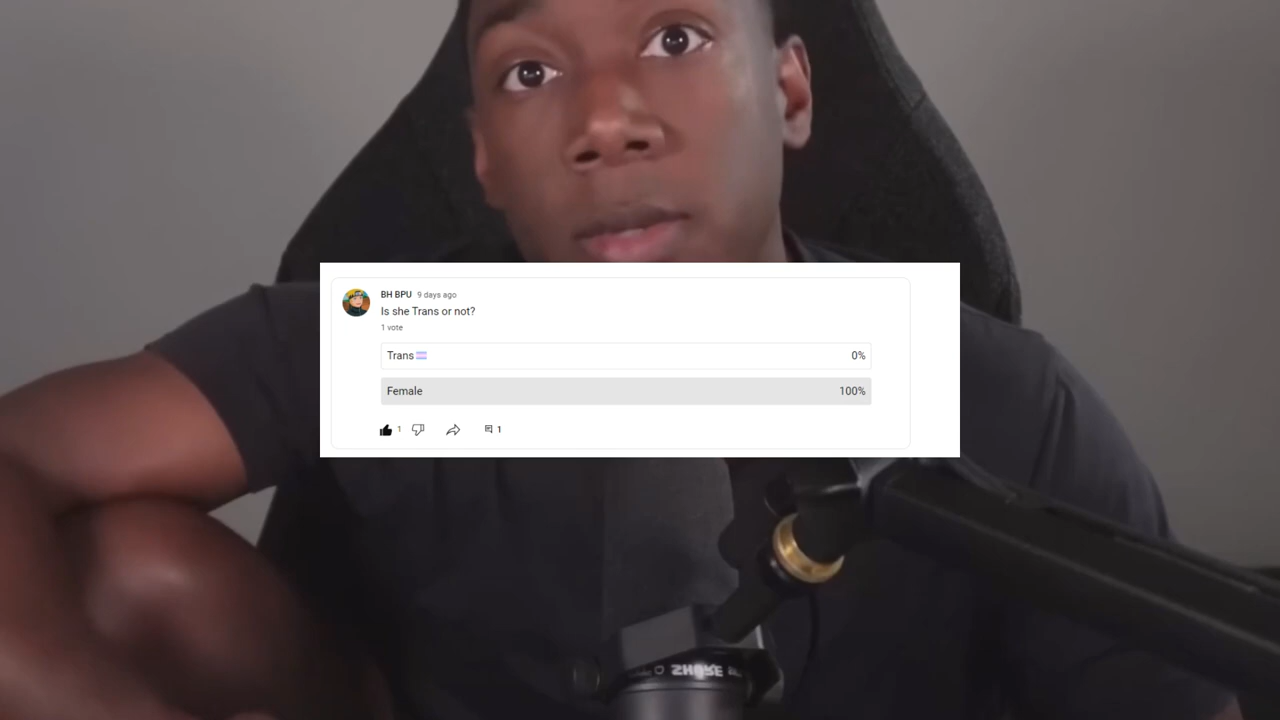 BH BPU 9 days ago
Is she Trans or not?
1 vote
Trans 0%
Female 100%
1 1
SHURE